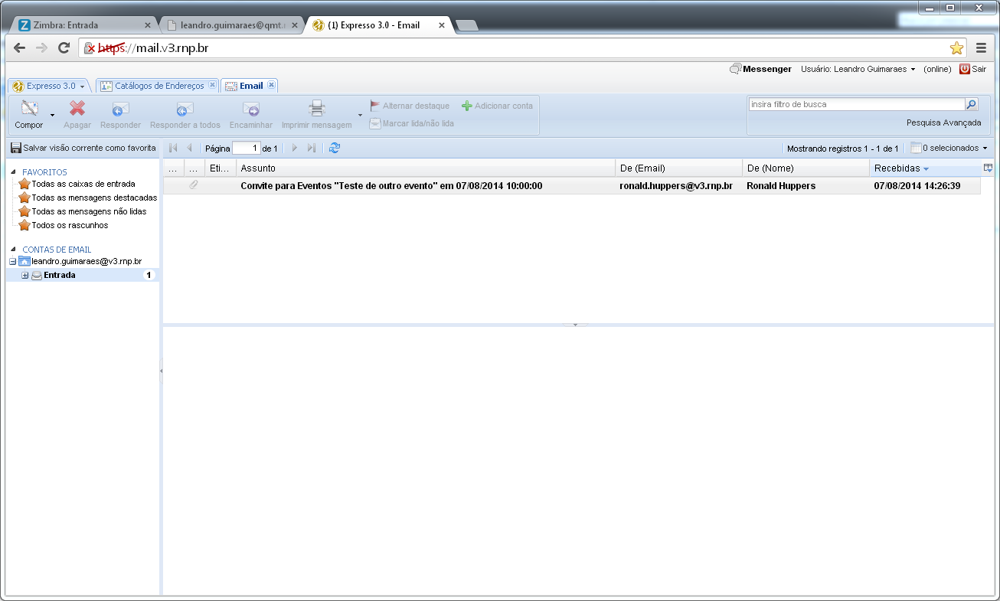 Zimbra: Entrada
leandro.guimaraes@qmt.r
(1) Expresso 3.0 - Email
https://mail.v3.rnp.br
Messenger Usuário: Leandro Guimaraes (online) Sair
Expresso 3.0 Catálogos de Endereços Email
Compor Apagar Responder Responder a todos Encaminhar Imprimir mensagem
Alternar destaque Adicionar conta
Marcar lida/não lida
insira filtro de busca
Pesquisa Avançada
Salvar visão corrente como favorita
Página 1 de 1
Mostrando registros 1 - 1 de 1 0 selecionados
FAVORITOS
Todas as caixas de entrada
Todas as mensagens destacadas
Todas as mensagens não lidas
Todos os rascunhos
CONTAS DE EMAIL
leandro.guimaraes@v3.rnp.br
Entrada 1
... ... Eti... Assunto De (Email) De (Nome) Recebidas
Convite para Eventos "Teste de outro evento" em 07/08/2014 10:00:00 ronald.huppers@v3.rnp.br Ronald Huppers 07/08/2014 14:26:39